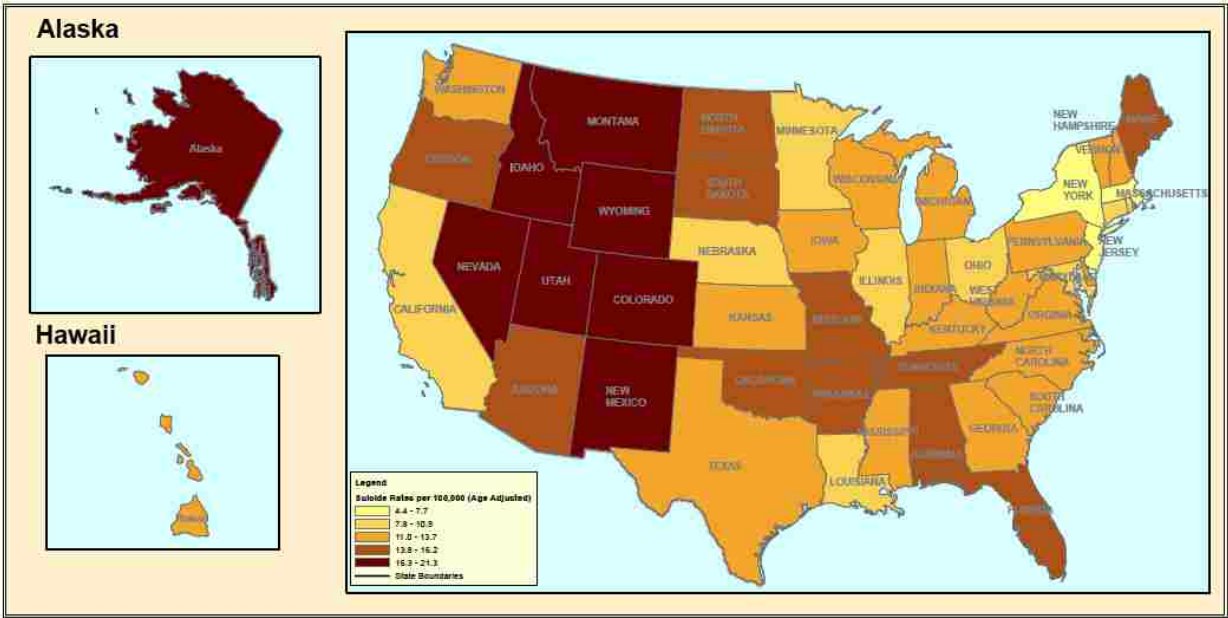 Alaska
Alaska
Hawaii
Hawaii
WASHINGTON
OREGON
CALIFORNIA
IDAHO
NEVADA
MONTANA
WYOMING
UTAH
COLORADO
ARIZONA
NEW
MEXICO
NORTH
DAKOTA
SOUTH
DAKOTA
NEBRASKA
KANSAS
OKLAHOMA
TEXAS
MINNESOTA
IOWA
MISSOURI
ARKANSAS
LOUISIANA
WISCONSIN
ILLINOIS
MICHIGAN
INDIANA
OHIO
KENTUCKY
TENNESSEE
MISSISSIPPI
ALABAMA
GEORGIA
FLORIDA
WEST
VIRGINIA
VIRGINIA
NORTH
CAROLINA
SOUTH
CAROLINA
PENNSYLVANIA
NEW
YORK
NEW
JERSEY
MARYLAND
NEW
HAMPSHIRE
VERMONT
MAINE
MASSACHUSETTS
Legend
Suicide Rates per 100,000 (Age Adjusted)
4.4 - 7.7
7.8 - 10.9
11.0 - 13.7
13.8 - 16.2
16.3 - 21.3
State Boundaries